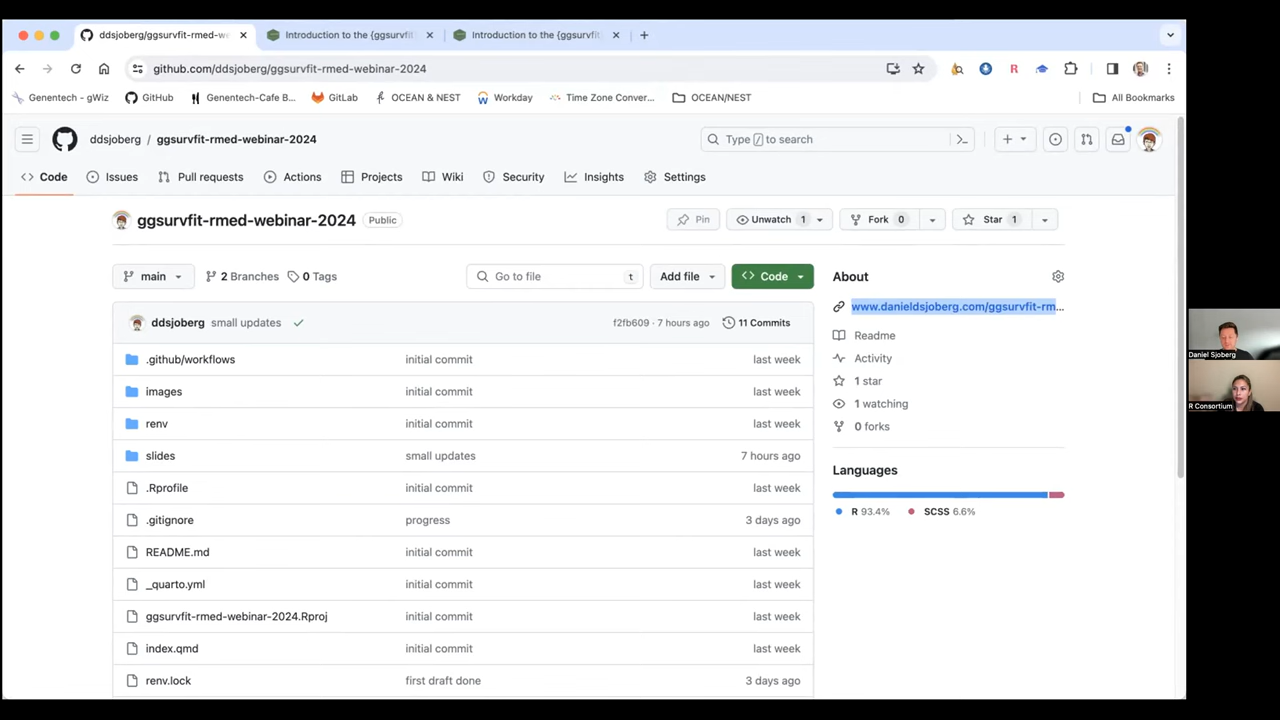 ddsjoberg/ggsurvfit-rmed-w
Introduction to the {ggsurvfit
Introduction to the {ggsurvfit
github.com/ddsjoberg/ggsurvfit-rmed-webinar-2024
Genentech - gWiz
GitHub
Genentech-Cafe B...
GitLab
OCEAN & NEST
Workday
Time Zone Conver...
OCEAN/NEST
All Bookmarks
ddsjoberg / ggsurvfit-rmed-webinar-2024
Type / to search
Code
Issues
Pull requests
Actions
Projects
Wiki
Security
Insights
Settings
ggsurvfit-rmed-webinar-2024 Public
Pin
Unwatch 1
Fork 0
Star 1
main
2 Branches
0 Tags
Go to file t
Add file
Code
About
www.danieldsjoberg.com/ggsurvfit-rm...
ddsjoberg small updates f2fb609 · 7 hours ago 11 Commits
Readme
.github/workflows initial commit last week
Activity
images initial commit last week
1 star
1 watching
renv initial commit last week
0 forks
slides small updates 7 hours ago
Languages
.Rprofile initial commit last week
R 93.4% SCSS 6.6%
.gitignore progress 3 days ago
README.md initial commit last week
_quarto.yml initial commit last week
ggsurvfit-rmed-webinar-2024.Rproj initial commit last week
index.qmd initial commit last week
renv.lock first draft done 3 days ago
Daniel Sjoberg
R Consortium